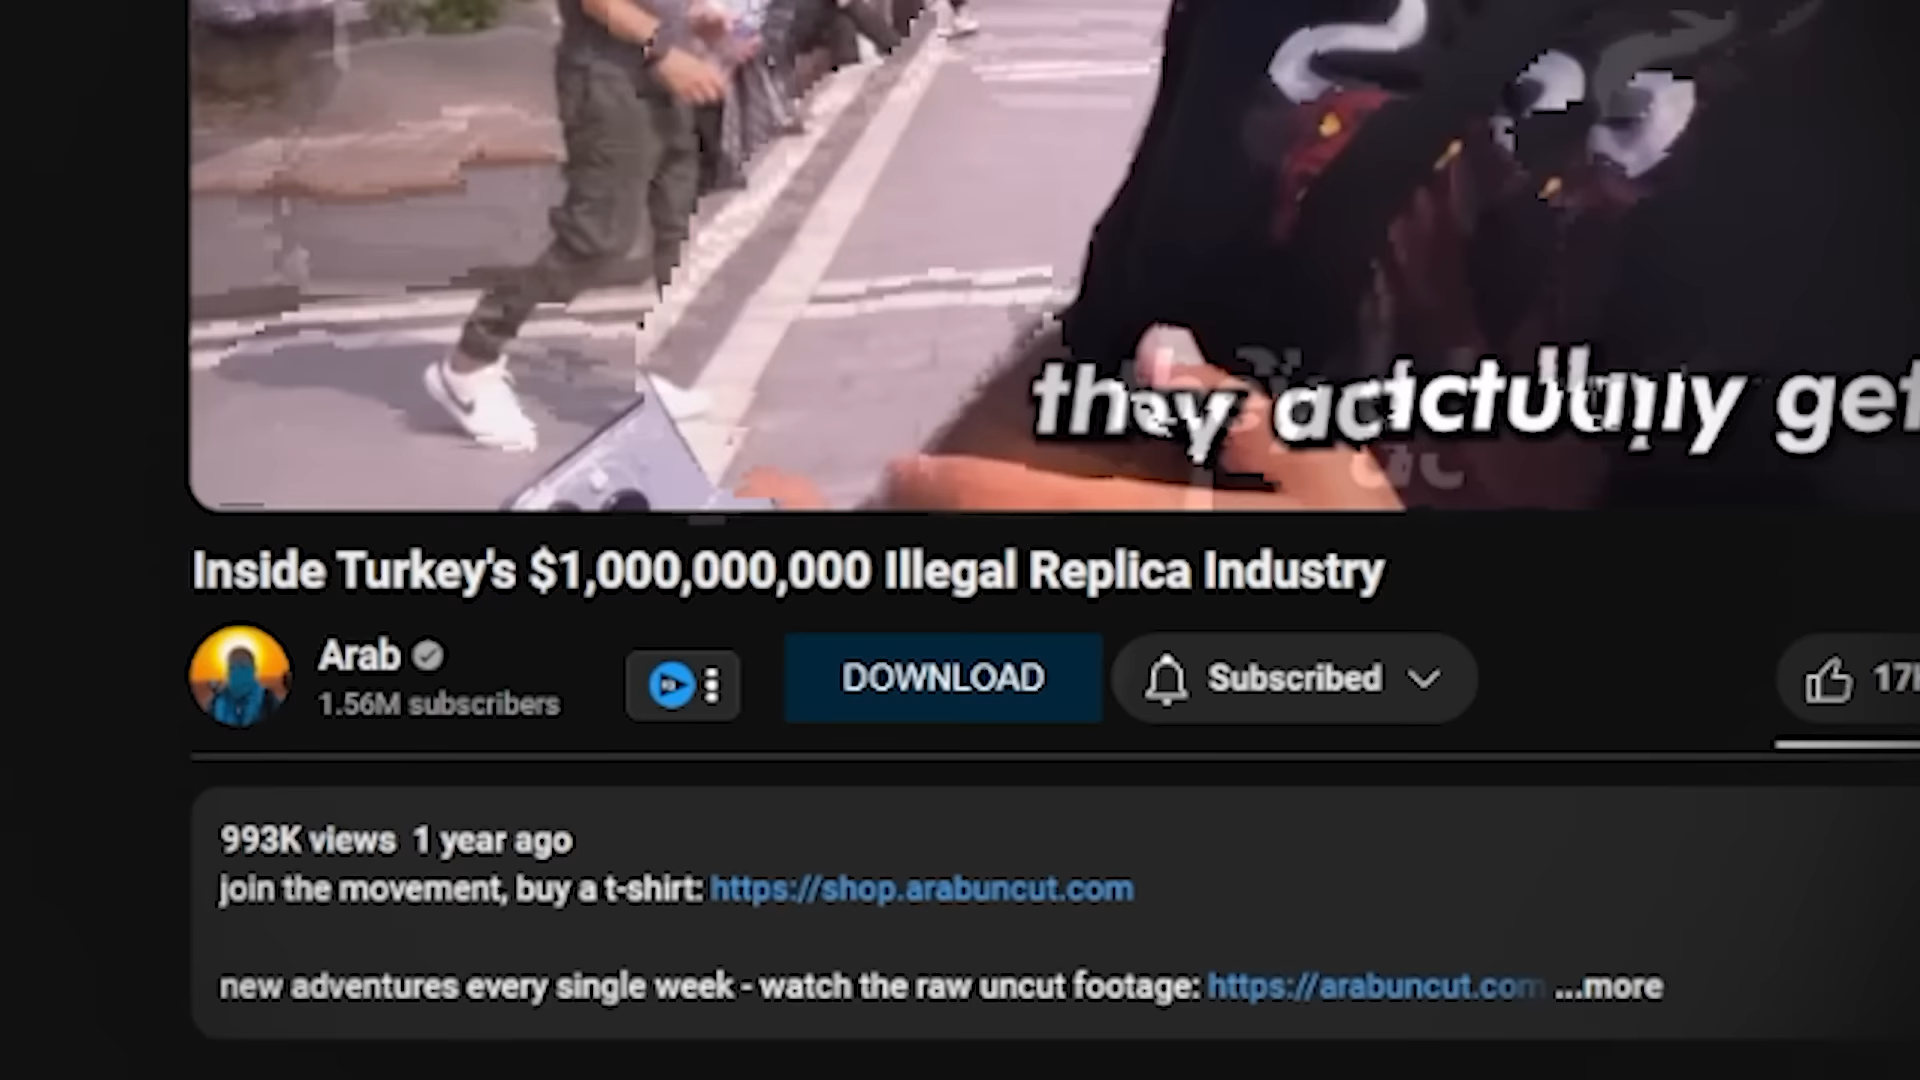 they
get
Inside Turkey's $1,000,000,000 Illegal Replica Industry
Arab
1.56M subscribers
DOWNLOAD
Subscribed
993K views 1 year ago
join the movement, buy a t-shirt: https://shop.arabuncut.com
new adventures every single week - watch the raw uncut footage: https://arabuncut.com ...more